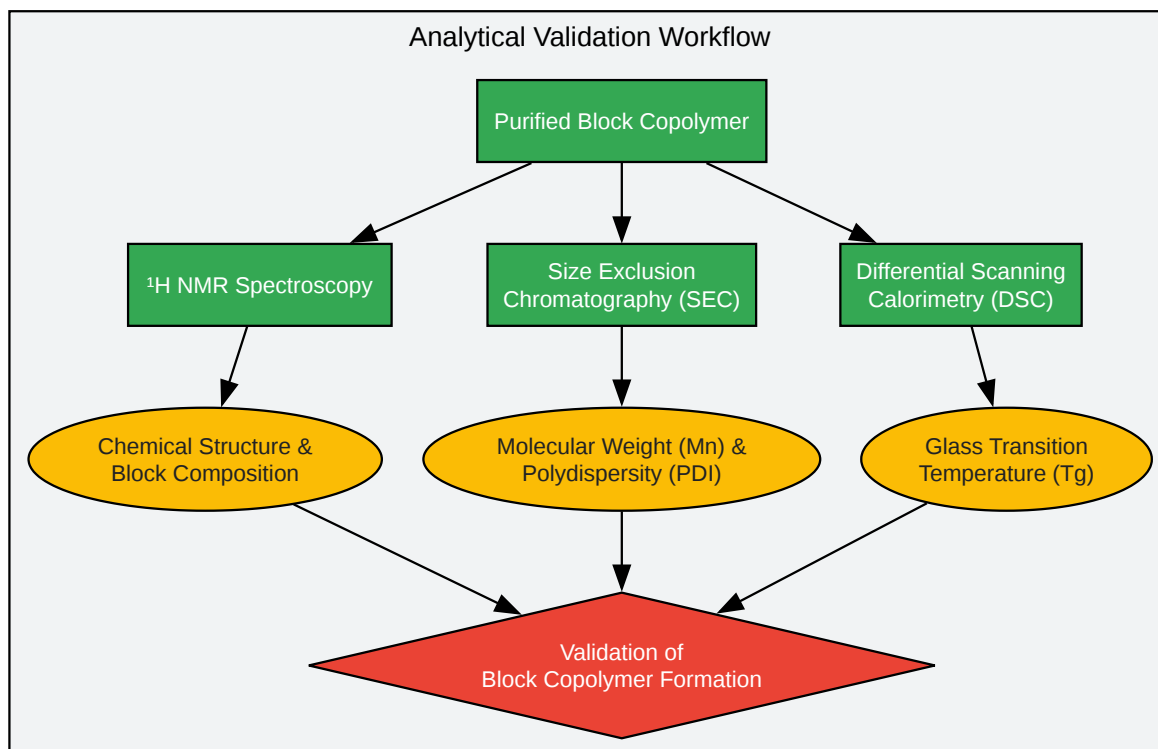 Analytical Validation Workflow
Purified Block Copolymer
¹H NMR Spectroscopy
Size Exclusion
Chromatography (SEC)
Differential Scanning
Calorimetry (DSC)
Chemical Structure &
Block Composition
Molecular Weight (Mn) &
Polydispersity (PDI)
Glass Transition
Temperature (Tg)
Validation of
Block Copolymer Formation